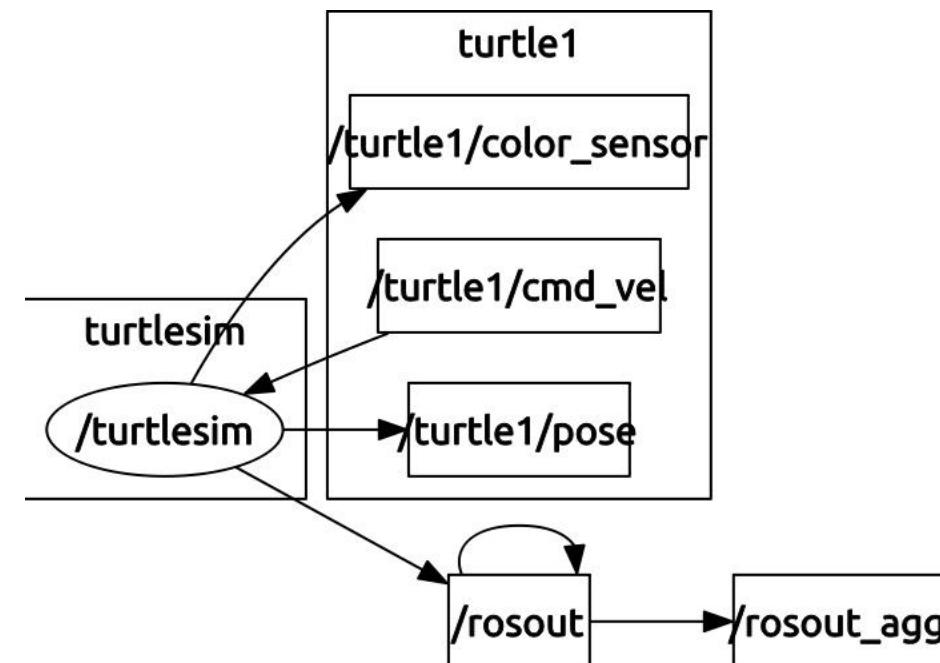 turtle1
/turtle1/color_sensor
/turtle1/cmd_vel
turtlesim
/turtlesim
/turtle1/pose
/rosout
/rosout_agg